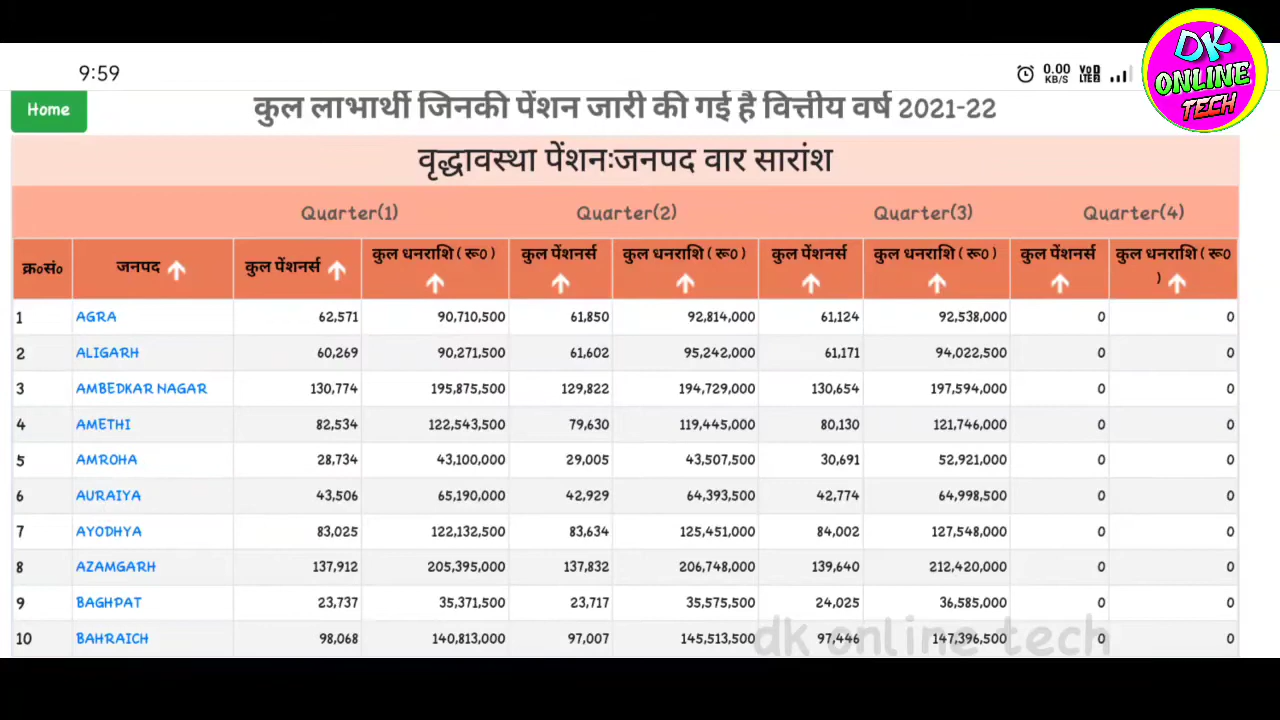 9:59 0.00 KB/S VoD LTE2
DK ONLINE TECH
Home कुल लाभार्थी जिनकी पेंशन जारी की गई है वित्तीय वर्ष 2021-22
वृद्धावस्था पेंशनःजनपद वार सारांश
Quarter(1) Quarter(2) Quarter(3) Quarter(4)
क्र०सं० जनपद कुल पेंशनर्स कुल धनराशि ( रू० ) कुल पेंशनर्स कुल धनराशि ( रू० ) कुल पेंशनर्स कुल धनराशि ( रू० ) कुल पेंशनर्स कुल धनराशि ( रू० )
1 AGRA 62,571 90,710,500 61,850 92,814,000 61,124 92,538,000 0 0
2 ALIGARH 60,269 90,271,500 61,602 95,242,000 61,171 94,022,500 0 0
3 AMBEDKAR NAGAR 130,774 195,875,500 129,822 194,729,000 130,654 197,594,000 0 0
4 AMETHI 82,534 122,543,500 79,630 119,445,000 80,130 121,746,000 0 0
5 AMROHA 28,734 43,100,000 29,005 43,507,500 30,691 52,921,000 0 0
6 AURAIYA 43,506 65,190,000 42,929 64,393,500 42,774 64,998,500 0 0
7 AYODHYA 83,025 122,132,500 83,634 125,451,000 84,002 127,548,000 0 0
8 AZAMGARH 137,912 205,395,000 137,832 206,748,000 139,640 212,420,000 0 0
9 BAGHPAT 23,737 35,371,500 23,717 35,575,500 24,025 36,585,000 0 0
10 BAHRAICH 98,068 140,813,000 97,007 145,513,500 97,446 147,396,500 0 0
dk online tech